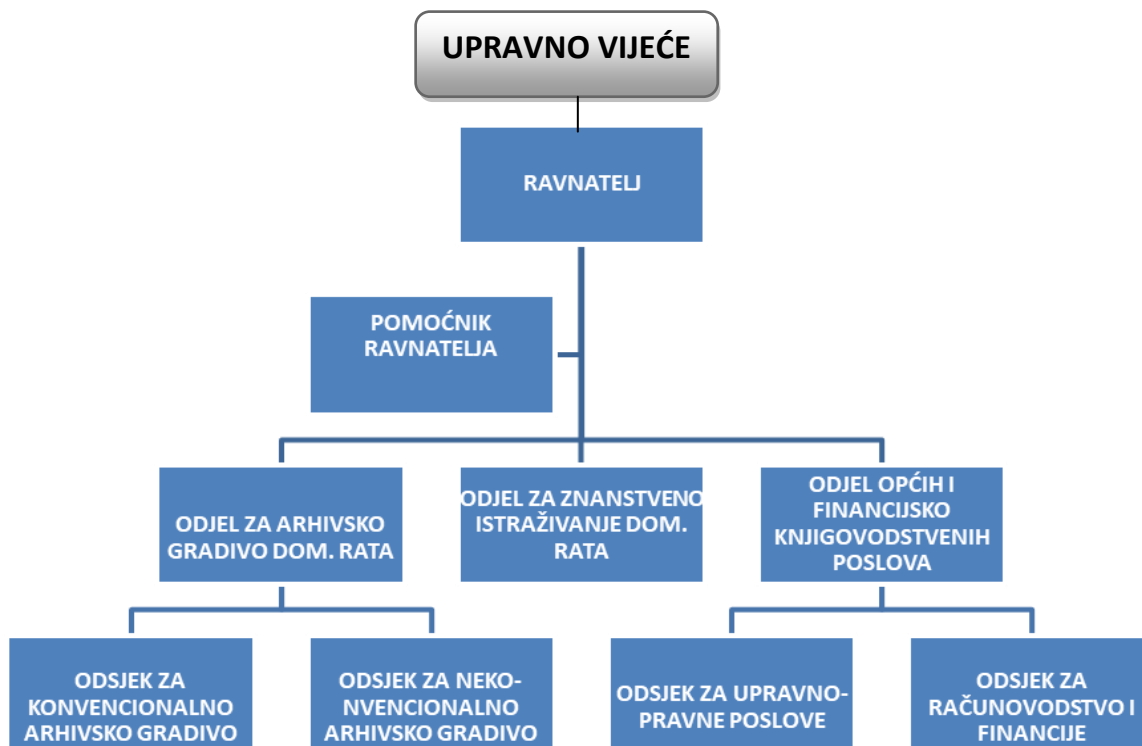 UPRAVNO VIJEĆE
RAVNATELJ
POMOĆNIK
RAVNATELJA
ODJEL ZA ARHIVSKO
GRADIVO DOM. RATA
ODJEL ZA ZNANSTVENO
ISTRAŽIVANJE DOM.
RATA
ODJEL OPĆIH I
FINANCIJSKO
KNJIGOVODSTVENIH
POSLOVA
ODSJEK ZA
KONVENCIONALNO
ARHIVSKO GRADIVO
ODSJEK ZA NEKO-
NVENCIONALNO
ARHIVSKO GRADIVO
ODSJEK ZA UPRAVNO-
PRAVNE POSLOVE
ODSJEK ZA
RAČUNOVODSTVO I
FINANCIJE